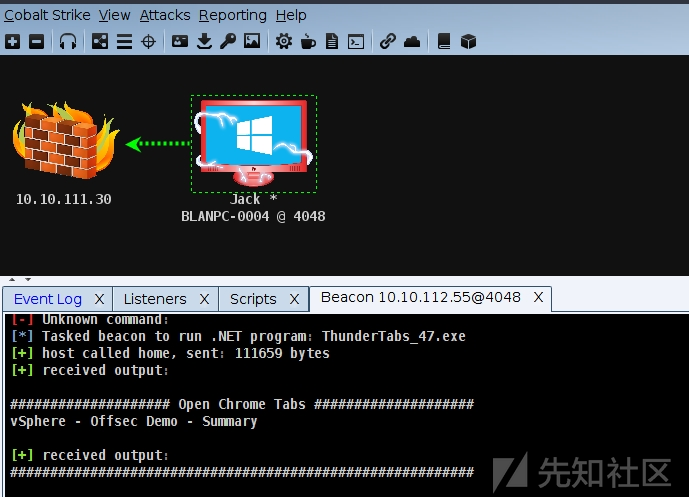 Cobalt Strike View Attacks Reporting Help
10.10.111.30
Jack *
BLANPC-0004 @ 4048
Event Log X Listeners X Scripts X Beacon 10.10.112.55@4048 X
[-] Unknown command:
[*] Tasked beacon to run .NET program: ThunderTabs_47.exe
[+] host called home, sent: 111659 bytes
[+] received output:
#################### Open Chrome Tabs ####################
vSphere - Offsec Demo - Summary
[+] received output:
##########################################################
先知社区